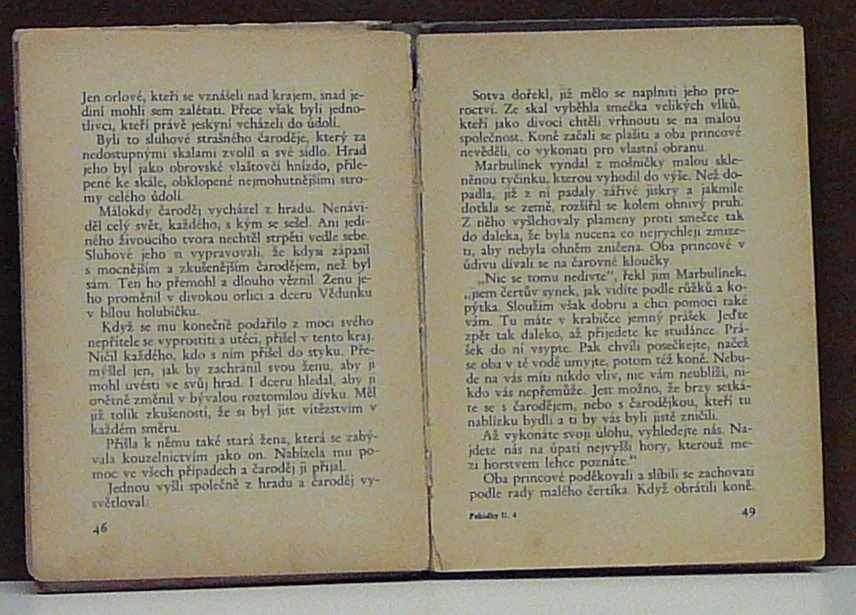 Jen orlové, kteří se vznášeli nad krajem, snad je-
diní mohli sem zalétati. Přece však byli jedno-
tlivci, kteří právě jeskyní vcházeli do údolí.
Byli to sluhové strašného čaroděje, který za
nedostupnými skalami zvolil si své sídlo. Hrad
jeho byl jako obrovské vlaštovčí hnízdo, přile-
pené ke skále, obklopené nejmohutnějšími stro-
my celého údolí.
Málokdy čaroděj vycházel z hradu. Nenávi-
děl celý svět, každého, s kým se sešel. Ani jedi-
ného živoucího tvora nechtěl strpěti vedle sebe.
Sluhové jeho si vypravovali, že kdysi zápasil
s mocnějším a zkušenějším čarodějem, než byl
sám. Ten ho přemohl a dlouho věznil. Ženu je-
ho proměnil v divokou orlici a dceru Vědunku
v bílou holubičku.
Když se mu konečně podařilo z moci svého
nepřítele se vyprostiti a utéci, přišel v tento kraj.
Ničil každého, kdo s ním přišel do styku. Pře-
mýšlel jen, jak by zachránil svou ženu, aby ji
mohl uvésti ve svůj hrad. I dceru hledal, aby ji
opětně změnil v bývalou roztomilou dívku. Měl
již tolik zkušeností, že si byl jist vítězstvím v
každém směru.
Přišla k němu také stará žena, která se zabý-
vala kouzelnictvím jako on. Nabízela mu po-
moc ve všech případech a čaroděj ji přijal.
Jednou vyšli společně z hradu a čaroděj vy-
světloval:
46
Sotva dořekl, již mělo se naplniti jeho pro-
roctví. Ze skal vyběhla smečka velikých vlků,
kteří jako divocí chtěli vrhnouti se na malou
společnost. Koně začali se plašiti a oba princové
nevěděli, co vykonati pro vlastní obranu.
Marbulínek vyndal z mošničky malou skle-
něnou tyčinku, kterou vyhodil do výše. Než do-
padla, již z ní padaly zářivé jiskry a jakmile
dotkla se země, rozšířil se kolem ohnivý pruh.
Z něho vyšlehovaly plameny proti smečce tak
do daleka, že byla nucena co nejrychleji zmize-
ti, aby nebyla ohněm zničena. Oba princové v
údivu dívali se na čarovné kloučky.
„Nic se tomu nedivte", řekl jim Marbulínek,
„jsem čertův synek, jak vidíte podle růžků a ko-
pýtka. Sloužím však dobru a chci pomoci také
vám. Tu máte v krabičce jemný prášek. Jeďte
zpět tak daleko, až přijedete ke studánce. Prá-
šek do ní vsypte. Pak chvíli posečkejte, načež
se oba v té vodě umyjte, potom též koně. Nebu-
de na vás míti nikdo vliv, nic vám neublíží, ni-
kdo vás nepřemůže. Jest možno, že brzy setká-
te se s čarodějem, nebo s čarodějkou, kteří tu
nablízku bydlí a ti by vás byli jistě zničili.
Až vykonáte svoji úlohu, vyhledejte nás. Na-
jdete nás na úpatí nejvyšší hory, kterouž me-
zi horstvem lehce poznáte."
Oba princové poděkovali a slíbili se zachovati
podle rady malého čertíka. Když obrátili koně,
Pohádky U. 4
49